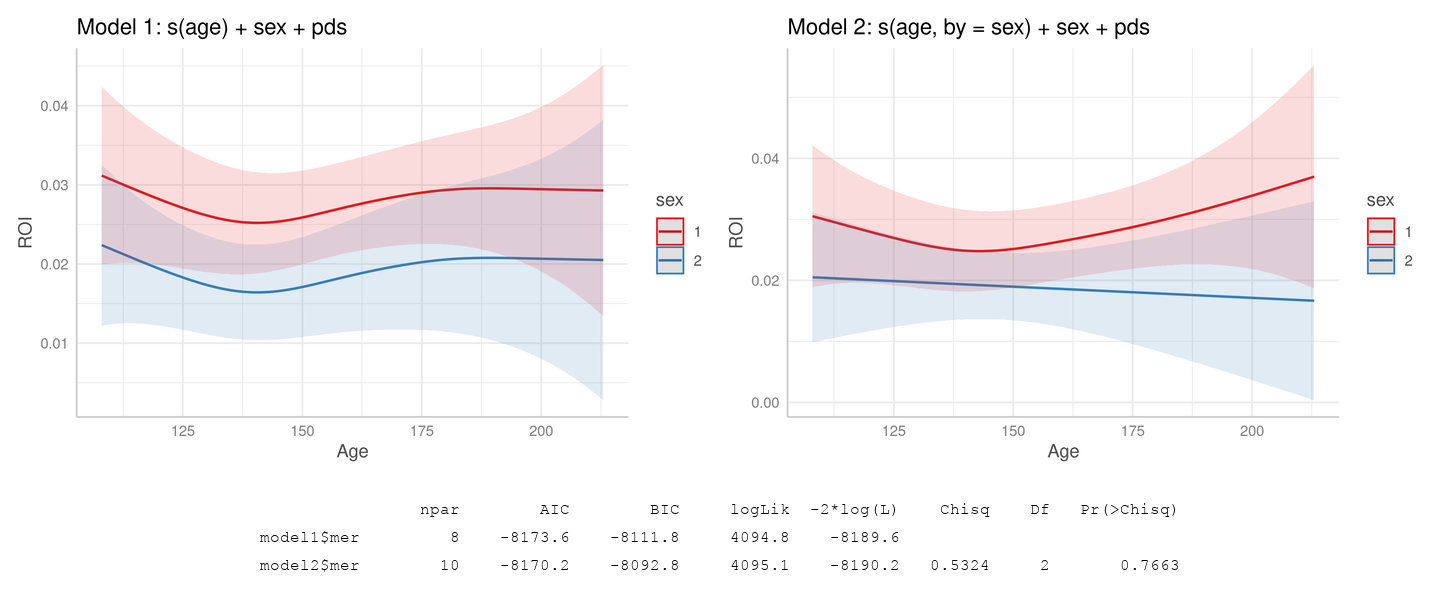 Model 1: s(age) + sex + pds
ROI
0.04
0.03
0.02
0.01
125 150 175 200
Age
sex
1
2
Model 2: s(age, by = sex) + sex + pds
ROI
0.04
0.02
0.00
125 150 175 200
Age
sex
1
2
npar AIC BIC logLik -2*log(L) Chisq Df Pr(>Chisq)
model1$mer 8 -8173.6 -8111.8 4094.8 -8189.6
model2$mer 10 -8170.2 -8092.8 4095.1 -8190.2 0.5324 2 0.7663